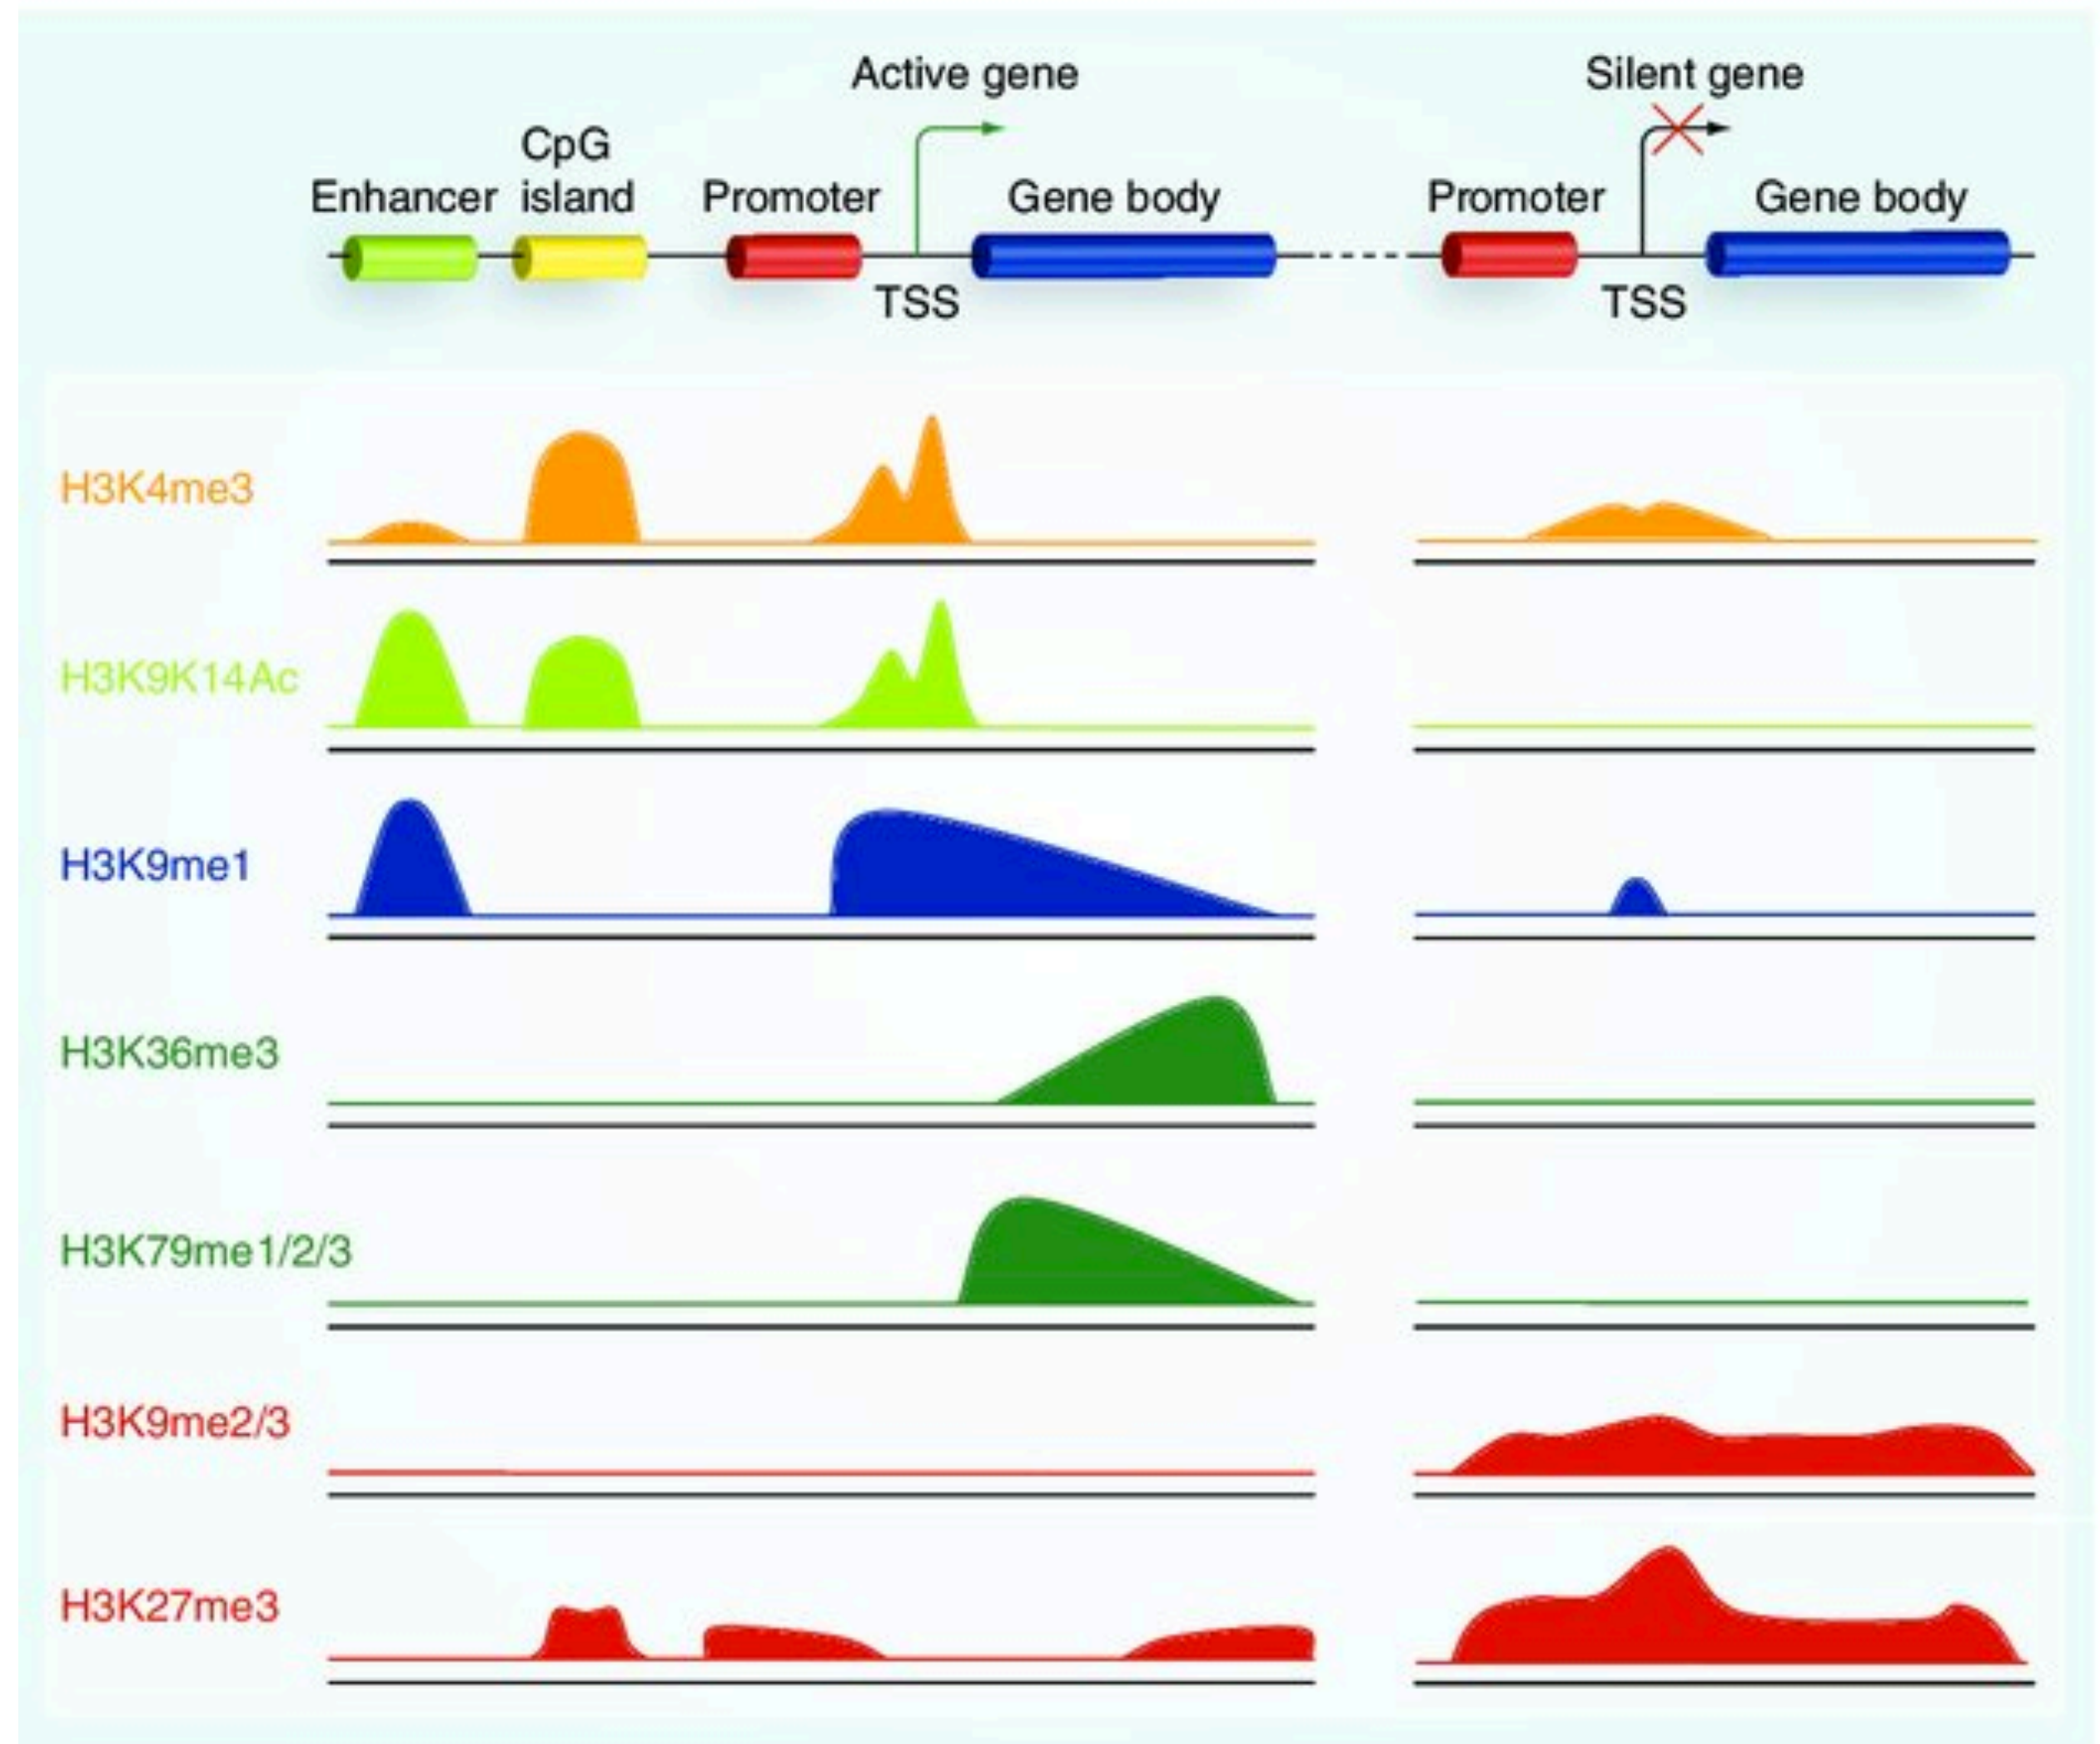 Active gene
Silent gene
CpG
island
Enhancer
Promoter
Gene body
Promoter
Gene body
TSS
TSS
H3K4me3
H3K9K14Ac
H3K9me1
H3K36me3
H3K79me1/2/3
H3K9me2/3
H3K27me3